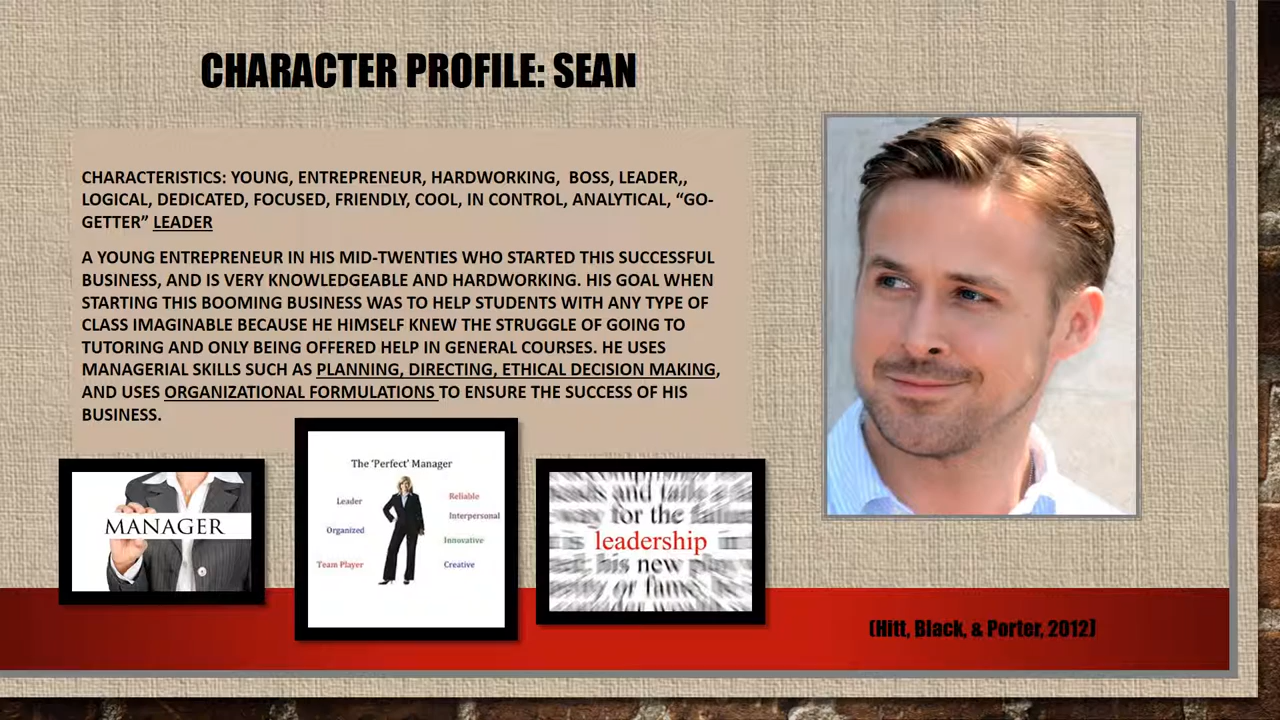 CHARACTER PROFILE: SEAN
CHARACTERISTICS: YOUNG, ENTREPRENEUR, HARDWORKING,  BOSS, LEADER,,
LOGICAL, DEDICATED, FOCUSED, FRIENDLY, COOL, IN CONTROL, ANALYTICAL, “GO-
GETTER” LEADER
A YOUNG ENTREPRENEUR IN HIS MID-TWENTIES WHO STARTED THIS SUCCESSFUL
BUSINESS, AND IS VERY KNOWLEDGEABLE AND HARDWORKING. HIS GOAL WHEN
STARTING THIS BOOMING BUSINESS WAS TO HELP STUDENTS WITH ANY TYPE OF
CLASS IMAGINABLE BECAUSE HE HIMSELF KNEW THE STRUGGLE OF GOING TO
TUTORING AND ONLY BEING OFFERED HELP IN GENERAL COURSES. HE USES
MANAGERIAL SKILLS SUCH AS PLANNING, DIRECTING, ETHICAL DECISION MAKING,
AND USES ORGANIZATIONAL FORMULATIONS TO ENSURE THE SUCCESS OF HIS
BUSINESS.
MANAGER
The 'Perfect' Manager
Leader
Reliable
Interpersonal
Organized
Innovative
Team Player
Creative
and
way for the
leadership
his new
or fame
(Hitt, Black, & Porter, 2012)